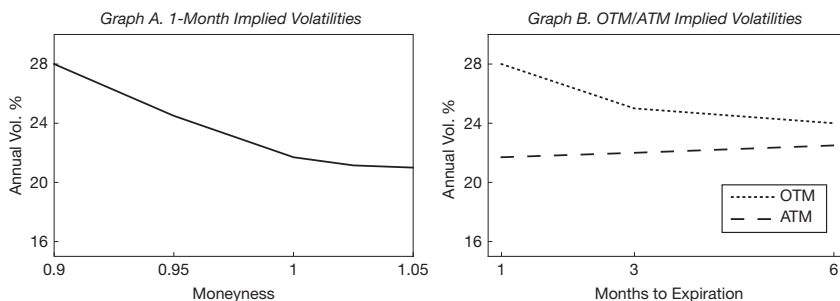 Graph A. 1-Month Implied Volatilities
28
24
20
16
Annual Vol. %
0.9 0.95 1 1.05
Moneyness
Graph B. OTM/ATM Implied Volatilities
28
24
20
16
Annual Vol. %
OTM
ATM
1 3 6
Months to Expiration